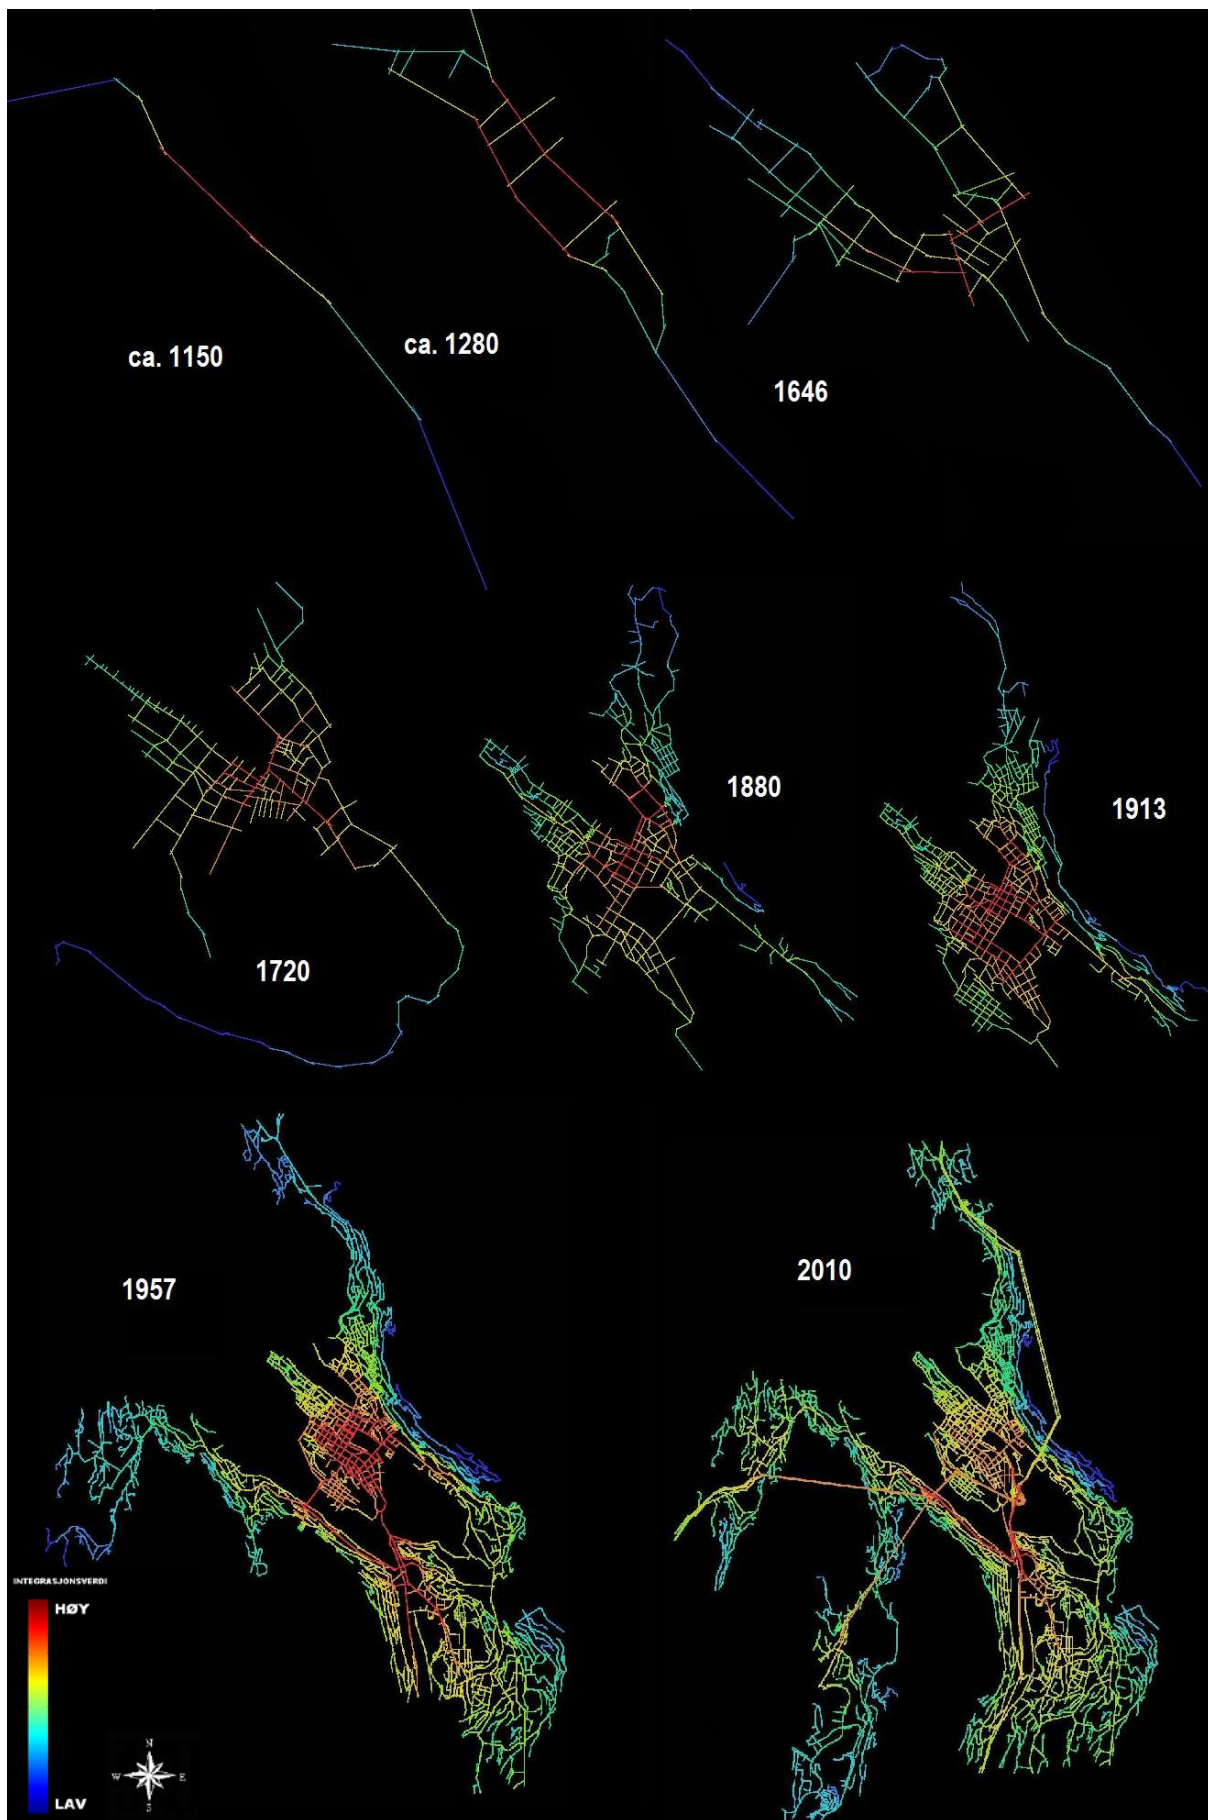 ca. 1150
ca. 1280
1646
1720
1880
1913
1957
2010
INTEGRASJONSVERDI
HØY
LAV
N
W E
S